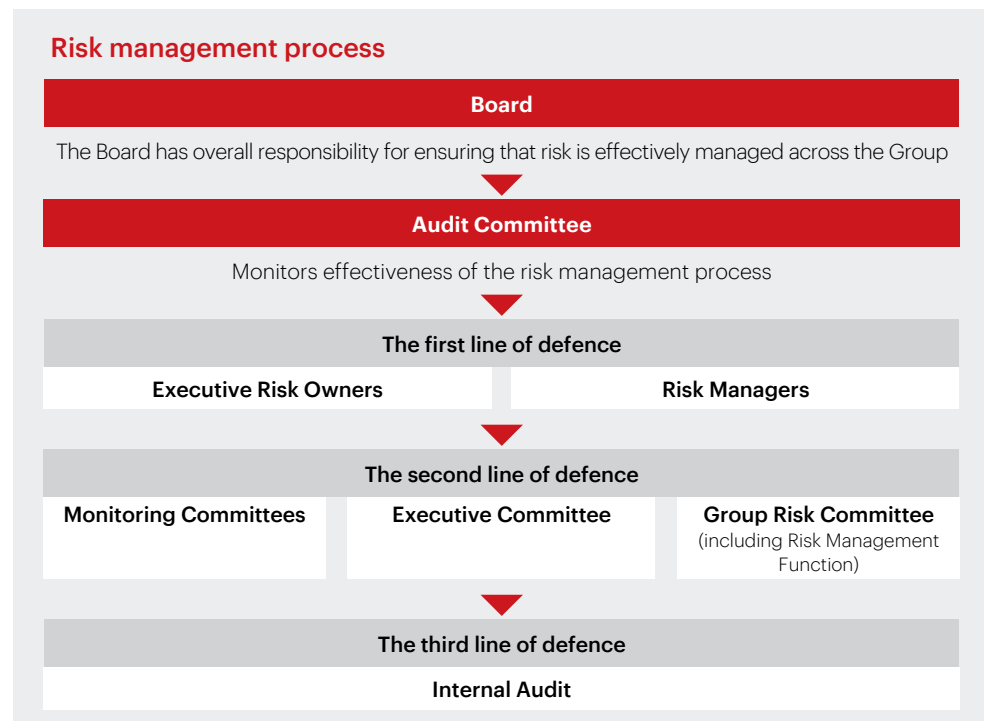 Risk management process
Board
The Board has overall responsibility for ensuring that risk is effectively managed across the Group
Audit Committee
Monitors effectiveness of the risk management process
The first line of defence
Executive Risk Owners
Risk Managers
The second line of defence
Monitoring Committees
Executive Committee
Group Risk Committee
(including Risk Management
Function)
The third line of defence
Internal Audit